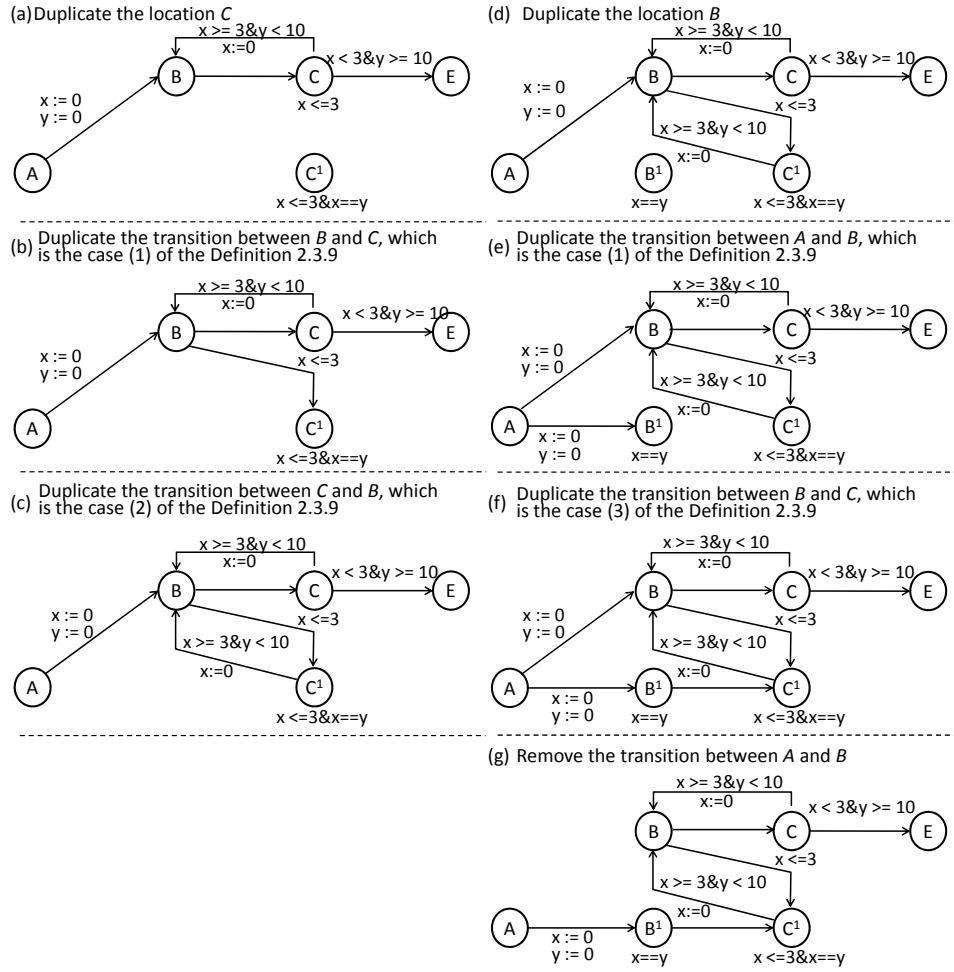 (a) Duplicate the location C
x >= 3&y < 10
x:=0
x < 3&y >= 10
B
C
E
x := 0
y := 0
x <=3
A
C1
x <=3&x==y
(b) Duplicate the transition between B and C, which
is the case (1) of the Definition 2.3.9
x >= 3&y < 10
x:=0
x < 3&y >= 10
B
C
E
x := 0
y := 0
x <=3
A
C1
x <=3&x==y
(c) Duplicate the transition between C and B, which
is the case (2) of the Definition 2.3.9
x >= 3&y < 10
x:=0
x < 3&y >= 10
B
C
E
x := 0
y := 0
x <=3
x >= 3&y < 10
x:=0
A
C1
x <=3&x==y
(d) Duplicate the location B
x >= 3&y < 10
x:=0
x < 3&y >= 10
B
C
E
x := 0
y := 0
x <=3
x >= 3&y < 10
x:=0
A
B1
C1
x==y
x <=3&x==y
(e) Duplicate the transition between A and B, which
is the case (1) of the Definition 2.3.9
x >= 3&y < 10
x:=0
x < 3&y >= 10
B
C
E
x := 0
y := 0
x <=3
x >= 3&y < 10
x:=0
A
B1
C1
x := 0
y := 0
x==y
x <=3&x==y
(f) Duplicate the transition between B and C, which
is the case (3) of the Definition 2.3.9
x >= 3&y < 10
x:=0
x < 3&y >= 10
B
C
E
x := 0
y := 0
x <=3
x >= 3&y < 10
x:=0
A
B1
C1
x := 0
y := 0
x==y
x <=3&x==y
(g) Remove the transition between A and B
x >= 3&y < 10
x:=0
x < 3&y >= 10
B
C
E
x <=3
x >= 3&y < 10
x:=0
A
B1
C1
x := 0
y := 0
x==y
x <=3&x==y